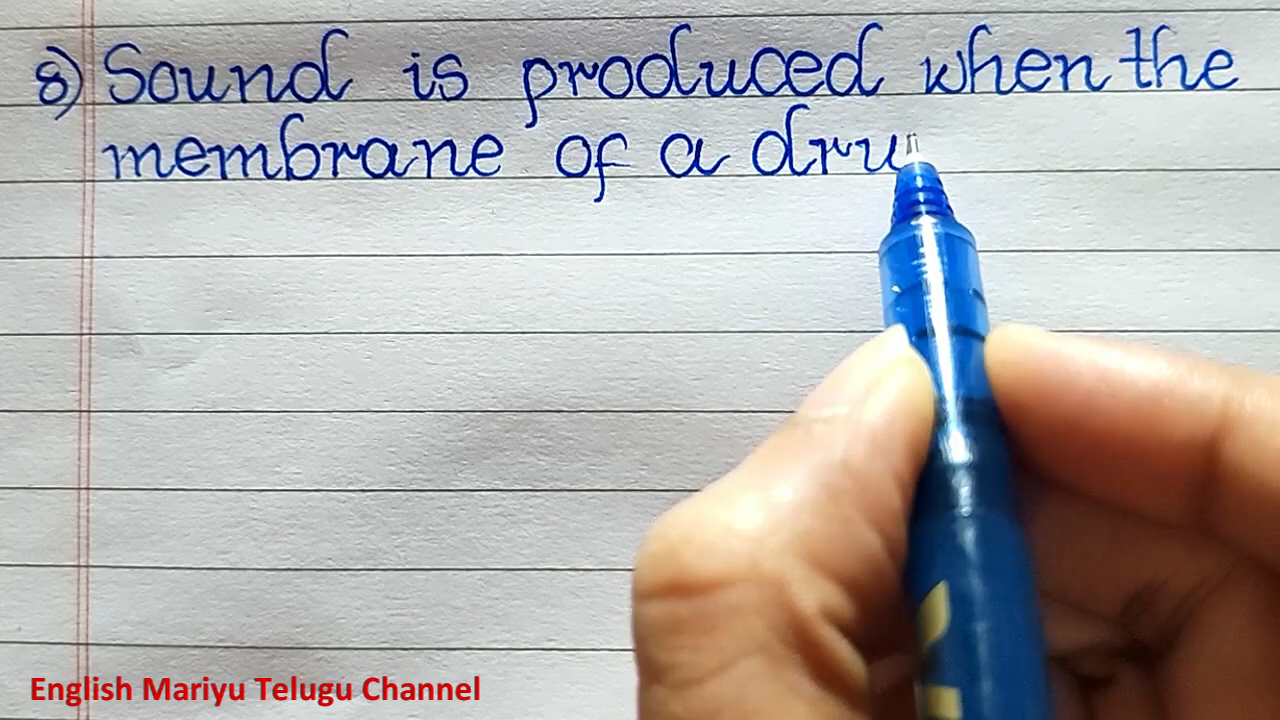 8) Sound is produced when the
membrane of a dru
English Mariyu Telugu Channel